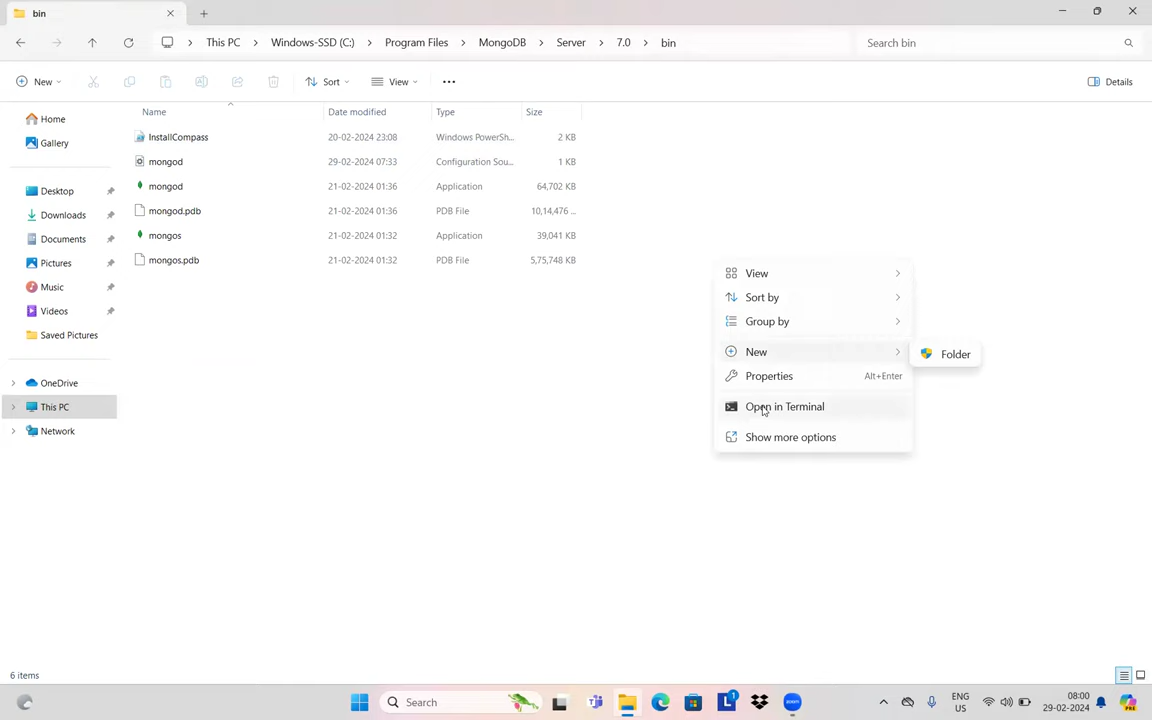 bin
This PC > Windows-SSD (C:) > Program Files > MongoDB > Server > 7.0 > bin
Search bin
New
Sort
View
Details
Name Date modified Type Size
Home
Gallery
Desktop
Downloads
Documents
Pictures
Music
Videos
Saved Pictures
OneDrive
This PC
Network
InstallCompass 20-02-2024 23:08 Windows PowerSh... 2 KB
mongod 29-02-2024 07:33 Configuration Sou... 1 KB
mongod 21-02-2024 01:36 Application 64,702 KB
mongod.pdb 21-02-2024 01:36 PDB File 10,14,476 ...
mongos 21-02-2024 01:32 Application 39,041 KB
mongos.pdb 21-02-2024 01:32 PDB File 5,75,748 KB
View
Sort by
Group by
New
Folder
Properties Alt+Enter
Open in Terminal
Show more options
6 items
Search
1
zoom
ENG
US
08:00
29-02-2024
PRE